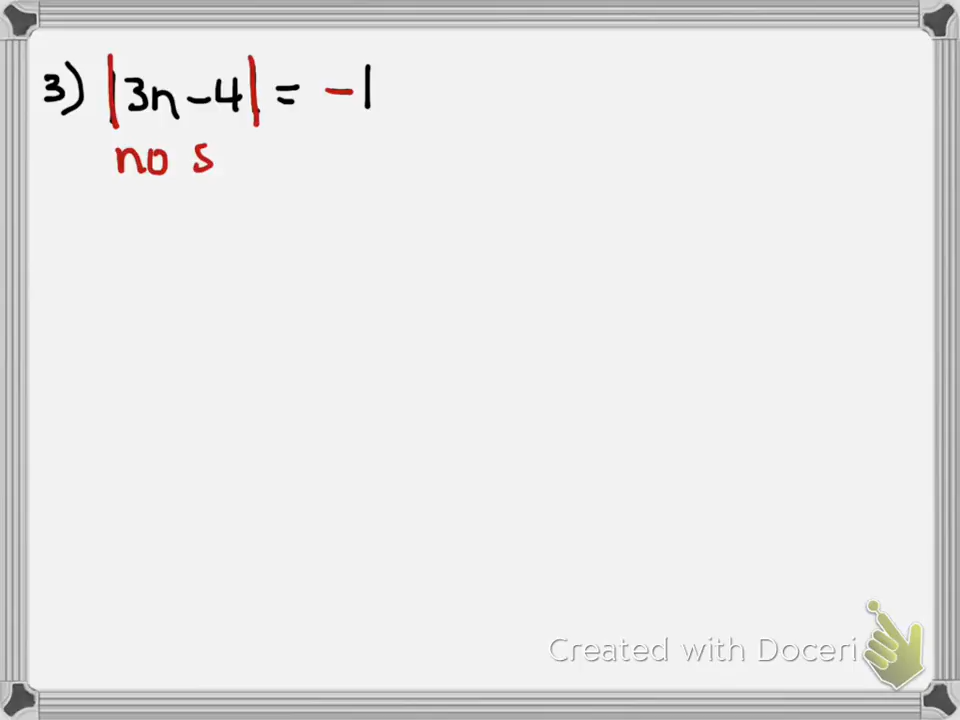 3) |3n-4| = -1
no s
Created with Doceri